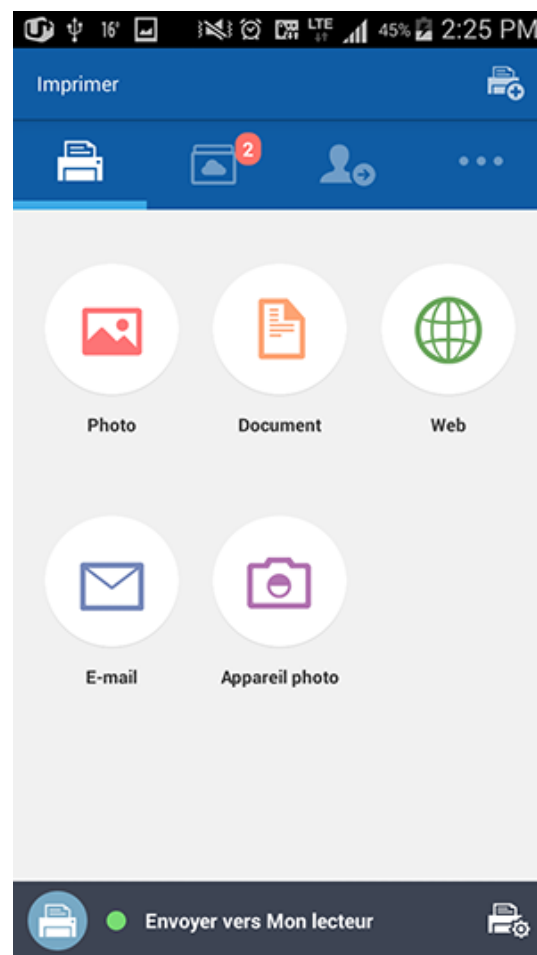 16° LTE 45% 2:25 PM
Imprimer
2
Photo Document Web
E-mail Appareil photo
Envoyer vers Mon lecteur